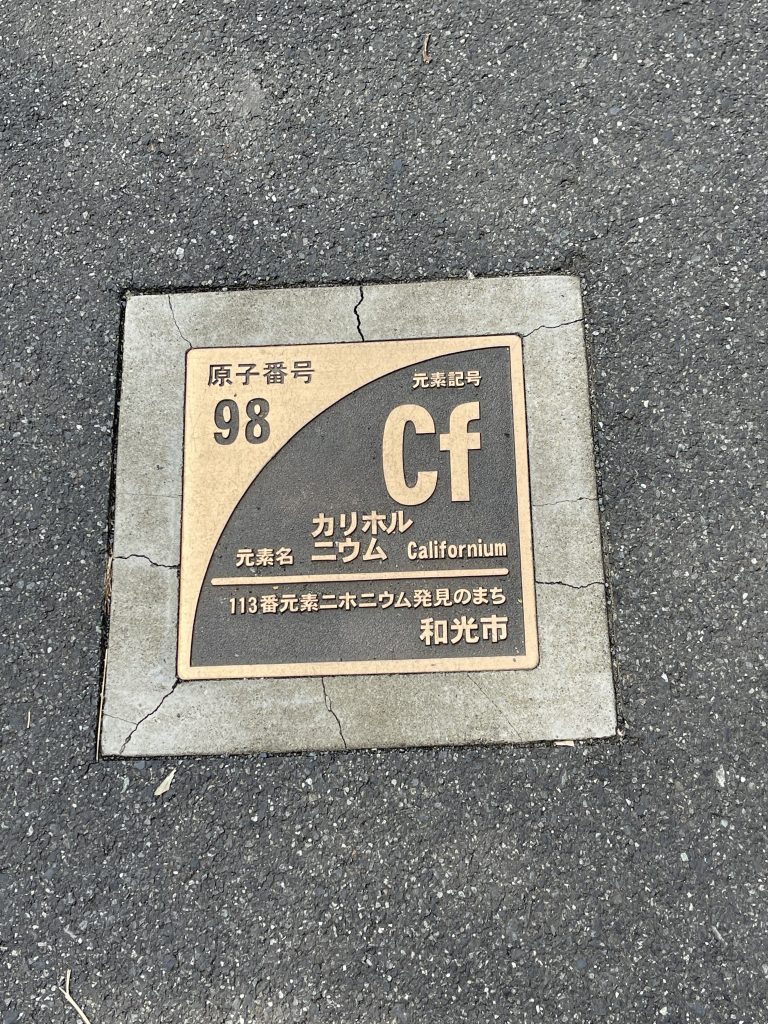 原子番号
98
元素記号
Cf
カリホル
ニウム
元素名
Californium
113番元素ニホニウム発見のまち
和光市